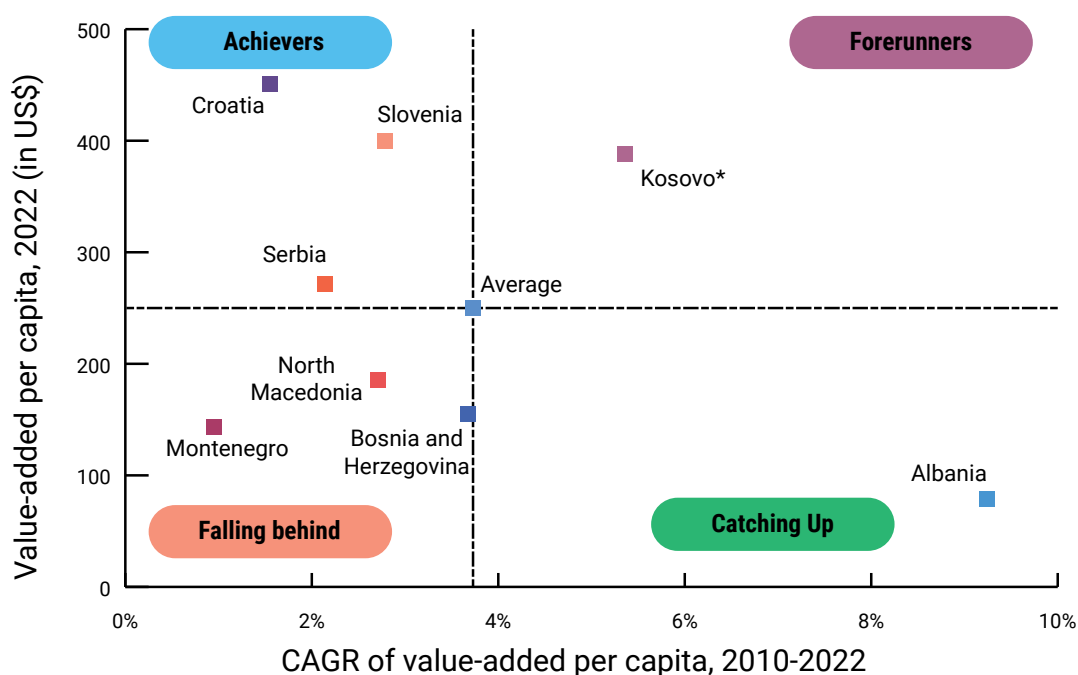 Value-added per capita, 2022 (in US$)
500
400
300
200
100
0
Achievers
Forerunners
Croatia
Slovenia
Kosovo*
Serbia
Average
North
Macedonia
Montenegro
Bosnia and
Herzegovina
Albania
Falling behind
Catching Up
0%
2%
4%
6%
8%
10%
CAGR of value-added per capita, 2010-2022